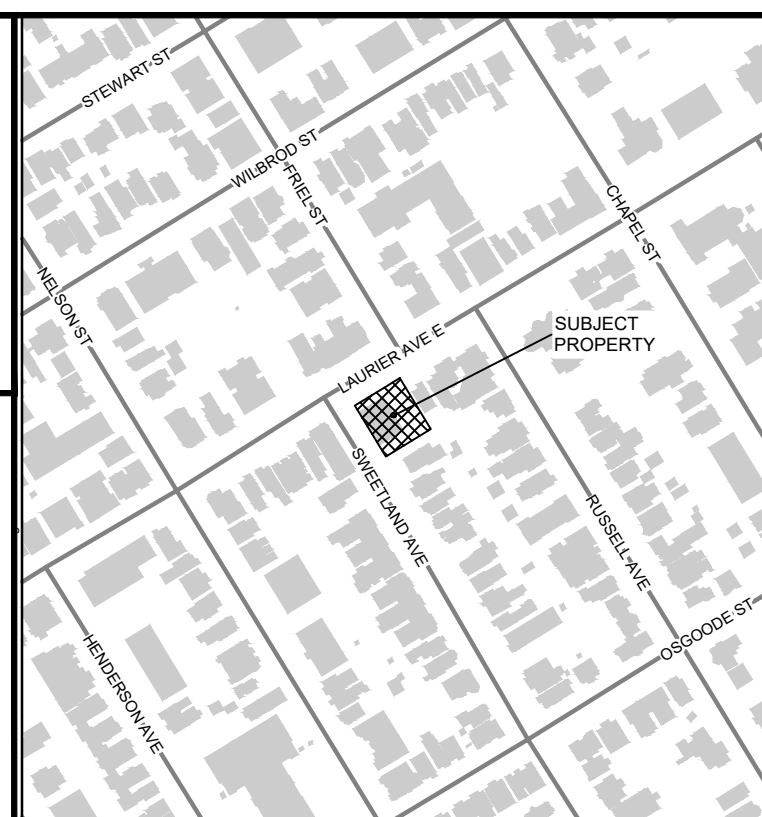 STEWART ST
WILBROD ST
FRIEL ST
CHAPEL ST
NELSON ST
LAURIER AVE E
SUBJECT
PROPERTY
SWEETLAND AVE
RUSSELL AVE
OSGOODE ST
HENDERSON AVE